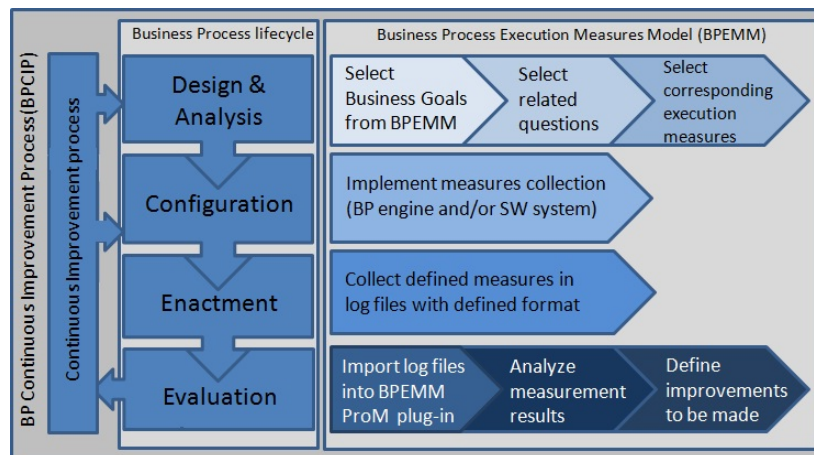 BP Continuous Improvement Process (BPCIP)
Continuous Improvement process
Business Process lifecycle
Design &
Analysis
Configuration
Enactment
Evaluation
Business Process Execution Measures Model (BPEMM)
Select
Business Goals
from BPEMM
Select
related
questions
Select
corresponding
execution
measures
Implement measures collection
(BP engine and/or SW system)
Collect defined measures in
log files with defined format
Import log files
into BPEMM
ProM plug-in
Analyze
measurement
results
Define
improvements
to be made